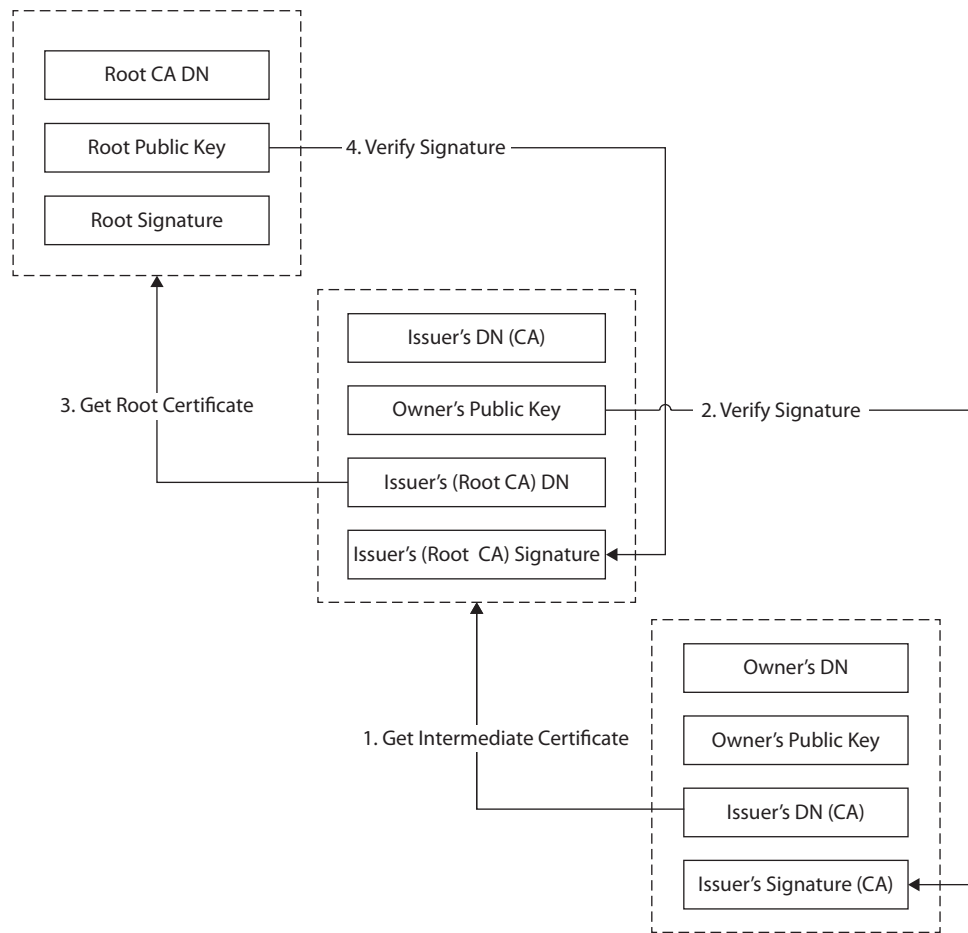 Root CA DN
Root Public Key
4. Verify Signature
Root Signature
Issuer’s DN (CA)
3. Get Root Certificate
Owner’s Public Key
2. Verify Signature
Issuer’s (Root CA) DN
Issuer’s (Root CA) Signature
Owner’s DN
1. Get Intermediate Certificate
Owner’s Public Key
Issuer’s DN (CA)
Issuer’s Signature (CA)